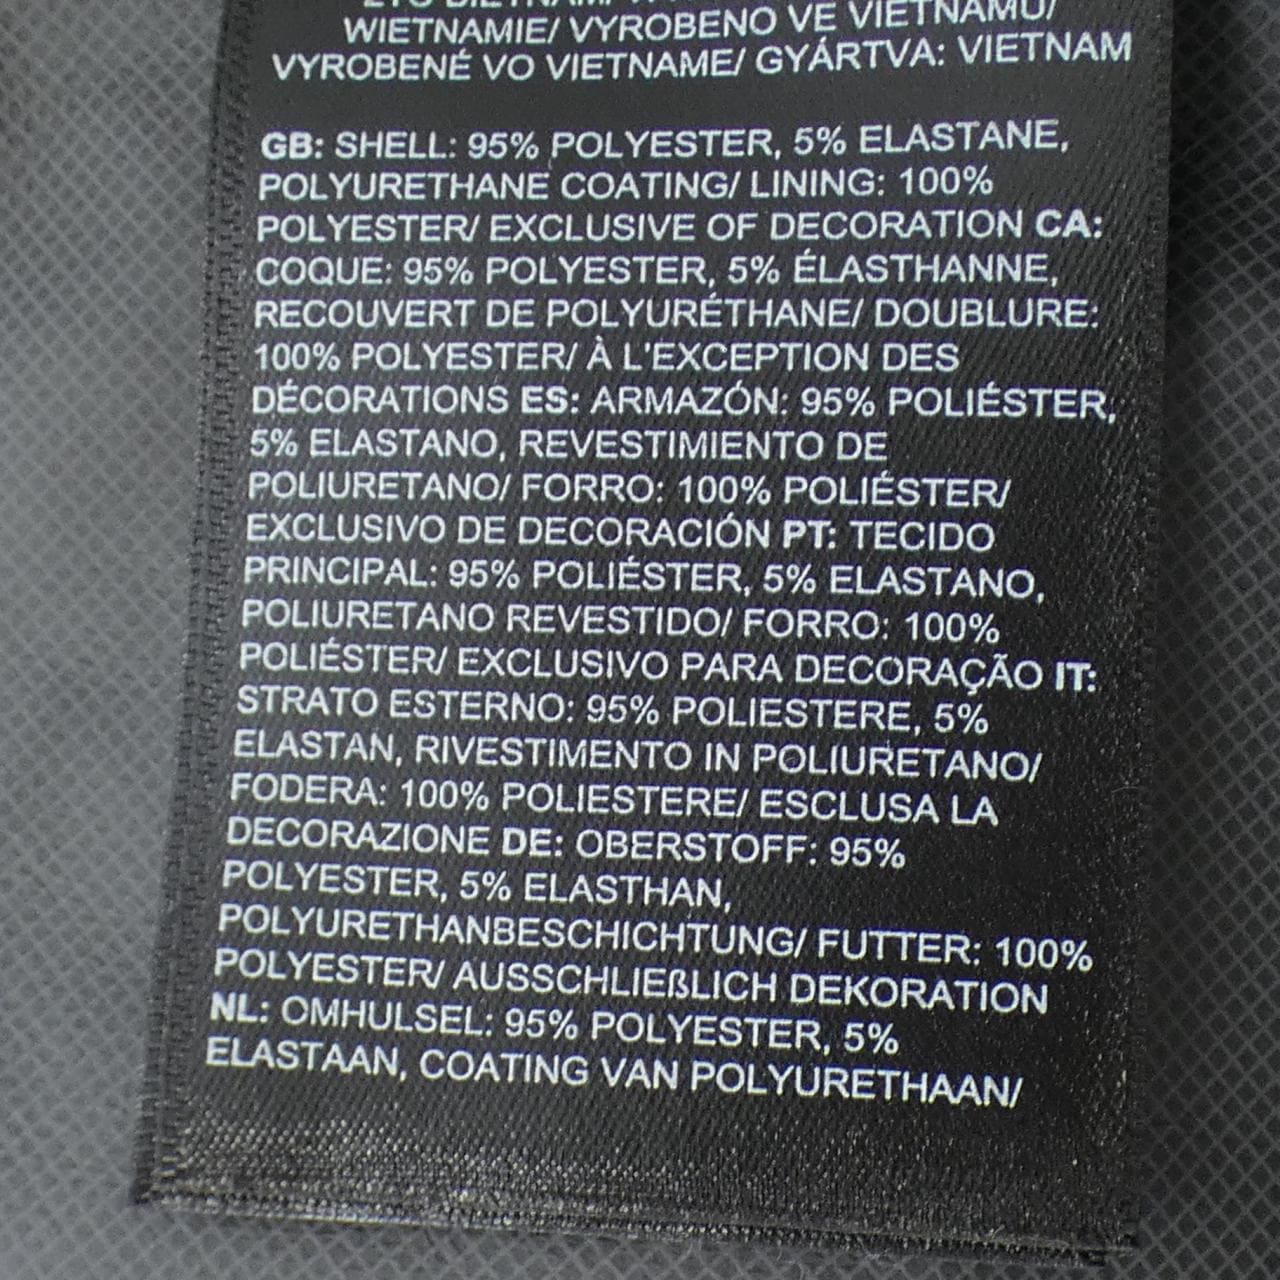 WIETNAMIE/ VYROBENO VE VIETNAMU/
VYROBENÉ VO VIETNAME/ GYÁRTVA: VIETNAM
GB: SHELL: 95% POLYESTER, 5% ELASTANE,
POLYURETHANE COATING/ LINING: 100%
POLYESTER/ EXCLUSIVE OF DECORATION CA:
COQUE: 95% POLYESTER, 5% ÉLASTHANNE,
RECOUVERT DE POLYURÉTHANE/ DOUBLURE:
100% POLYESTER/ À L'EXCEPTION DES
DÉCORATIONS ES: ARMAZÓN: 95% POLIÉSTER,
5% ELASTANO, REVESTIMIENTO DE
POLIURETANO/ FORRO: 100% POLIÉSTER/
EXCLUSIVO DE DECORACIÓN PT: TECIDO
PRINCIPAL: 95% POLIÉSTER, 5% ELASTANO,
POLIURETANO REVESTIDO/ FORRO: 100%
POLIÉSTER/ EXCLUSIVO PARA DECORAÇÃO IT:
STRATO ESTERNO: 95% POLIESTERE, 5%
ELASTAN, RIVESTIMENTO IN POLIURETANO/
FODERA: 100% POLIESTERE/ ESCLUSA LA
DECORAZIONE DE: OBERSTOFF: 95%
POLYESTER, 5% ELASTHAN,
POLYURETHANBESCHICHTUNG/ FUTTER: 100%
POLYESTER/ AUSSCHLIEßLICH DEKORATION
NL: OMHULSEL: 95% POLYESTER, 5%
ELASTAAN, COATING VAN POLYURETHAAN/